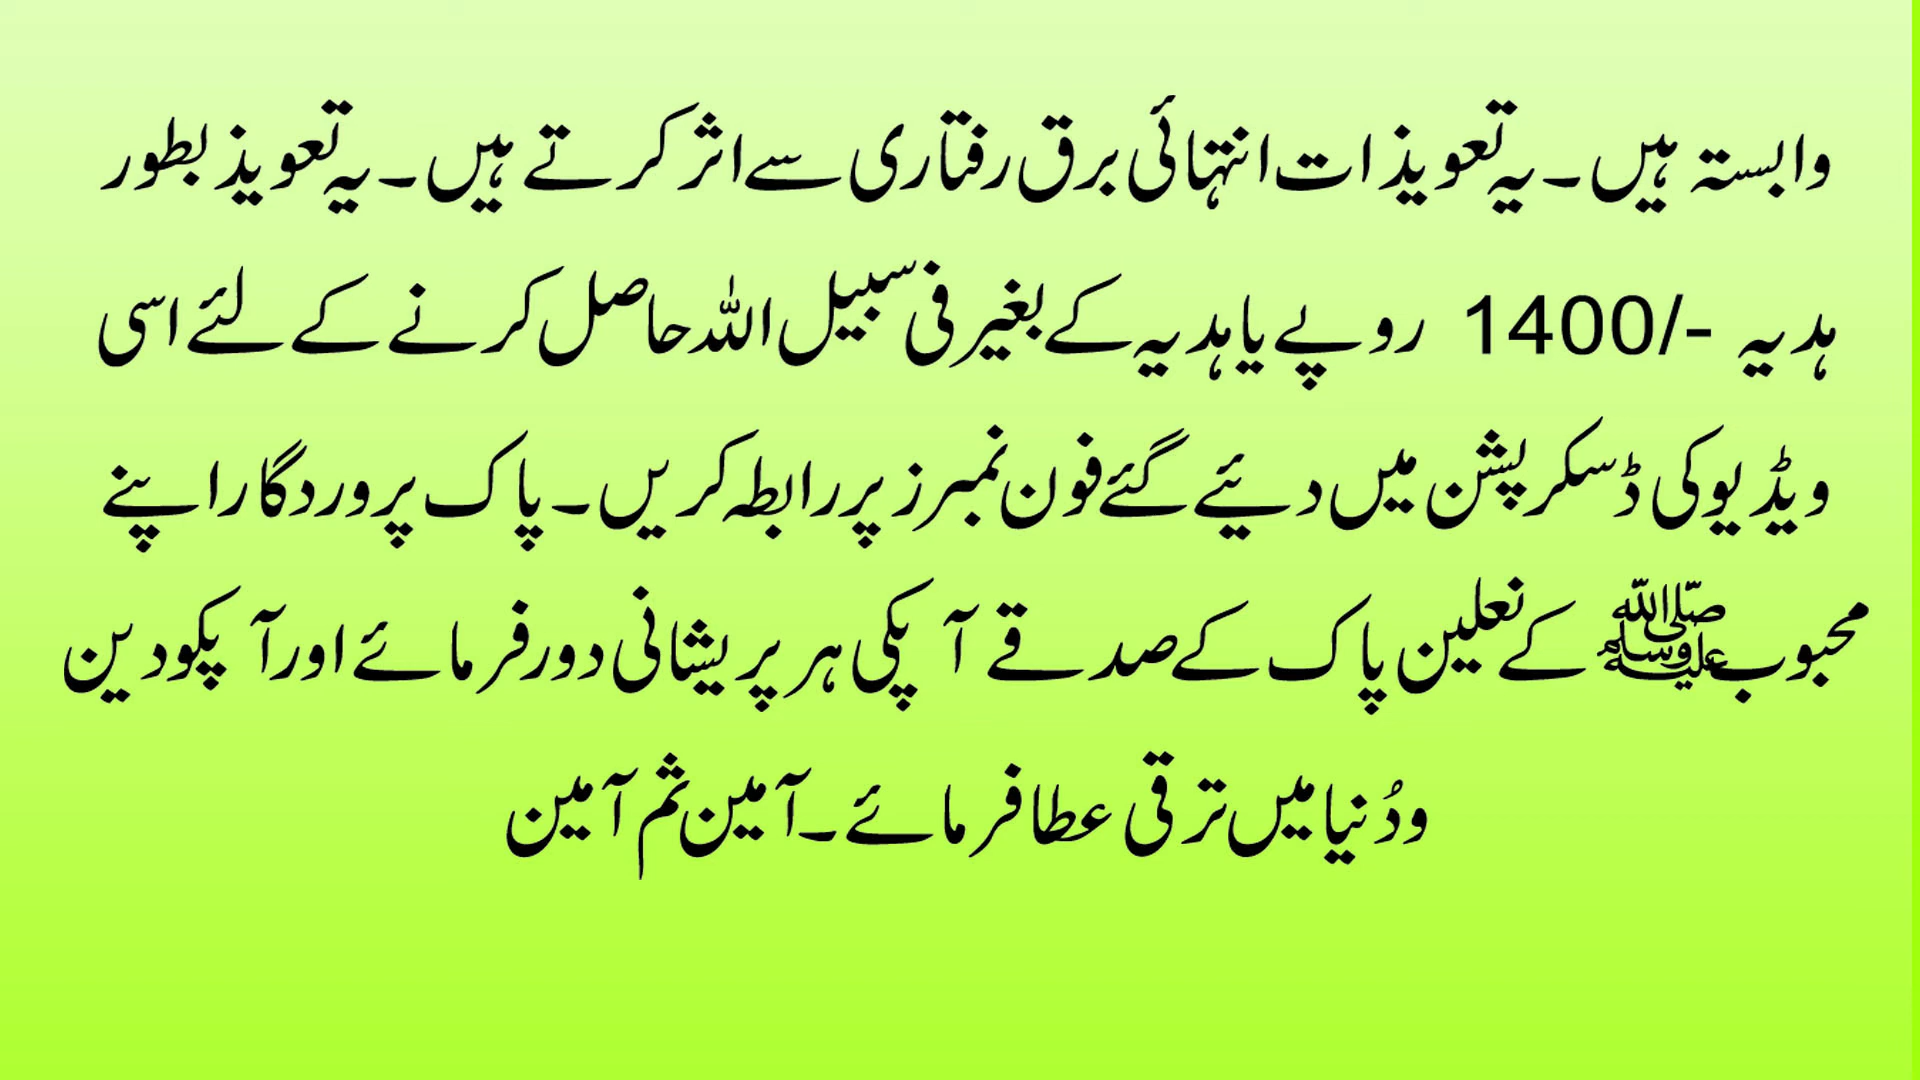 وابستہ ہیں۔ یہ تعویذات انتہائی برق رفتاری سے اثر کرتے ہیں۔ یہ تعویذ بطور
ہدیہ 1400/- روپے یا ہدیہ کے بغیر فی سبیل اللہ حاصل کرنے کے لئے اسی
ویڈیو کی ڈسکرپشن میں دئیے گئے فون نمبرز پر رابطہ کریں۔ پاک پروردگار اپنے
محبوب ﷺ کے نعلین پاک کے صدقے آپکی ہر پریشانی دور فرمائے اور آپکو دین
و دُنیا میں ترقی عطا فرمائے۔ آمین ثم آمین